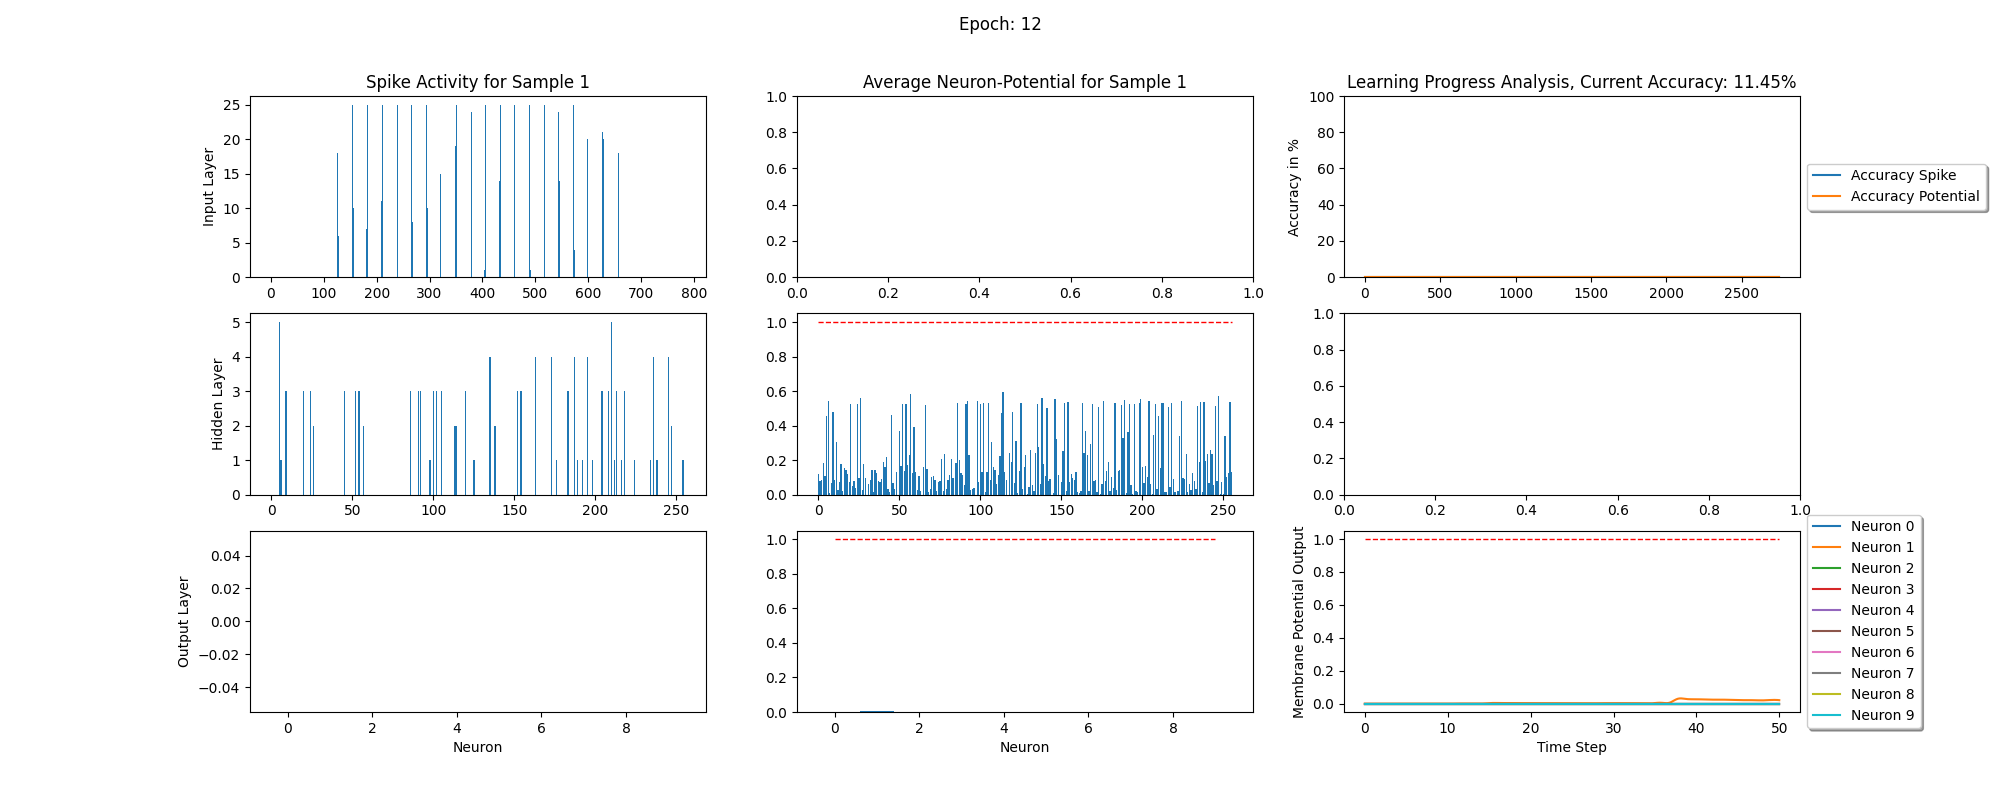 Epoch: 12
Spike Activity for Sample 1
Average Neuron-Potential for Sample 1
Learning Progress Analysis, Current Accuracy: 11.45%
Input Layer
25
20
15
10
5
0
0 100 200 300 400 500 600 700 800
1.0
0.8
0.6
0.4
0.2
0.0
0.0 0.2 0.4 0.6 0.8 1.0
Accuracy in %
100
80
60
40
20
0
0 500 1000 1500 2000 2500
Accuracy Spike
Accuracy Potential
Hidden Layer
5
4
3
2
1
0
0 50 100 150 200 250
1.0
0.8
0.6
0.4
0.2
0.0
0 50 100 150 200 250
1.0
0.8
0.6
0.4
0.2
0.0
0.0 0.2 0.4 0.6 0.8 1.0
Output Layer
0.04
0.02
0.00
−0.02
−0.04
0 2 4 6 8
Neuron
1.0
0.8
0.6
0.4
0.2
0.0
0 2 4 6 8
Neuron
Membrane Potential Output
1.0
0.8
0.6
0.4
0.2
0.0
0 10 20 30 40 50
Time Step
Neuron 0
Neuron 1
Neuron 2
Neuron 3
Neuron 4
Neuron 5
Neuron 6
Neuron 7
Neuron 8
Neuron 9